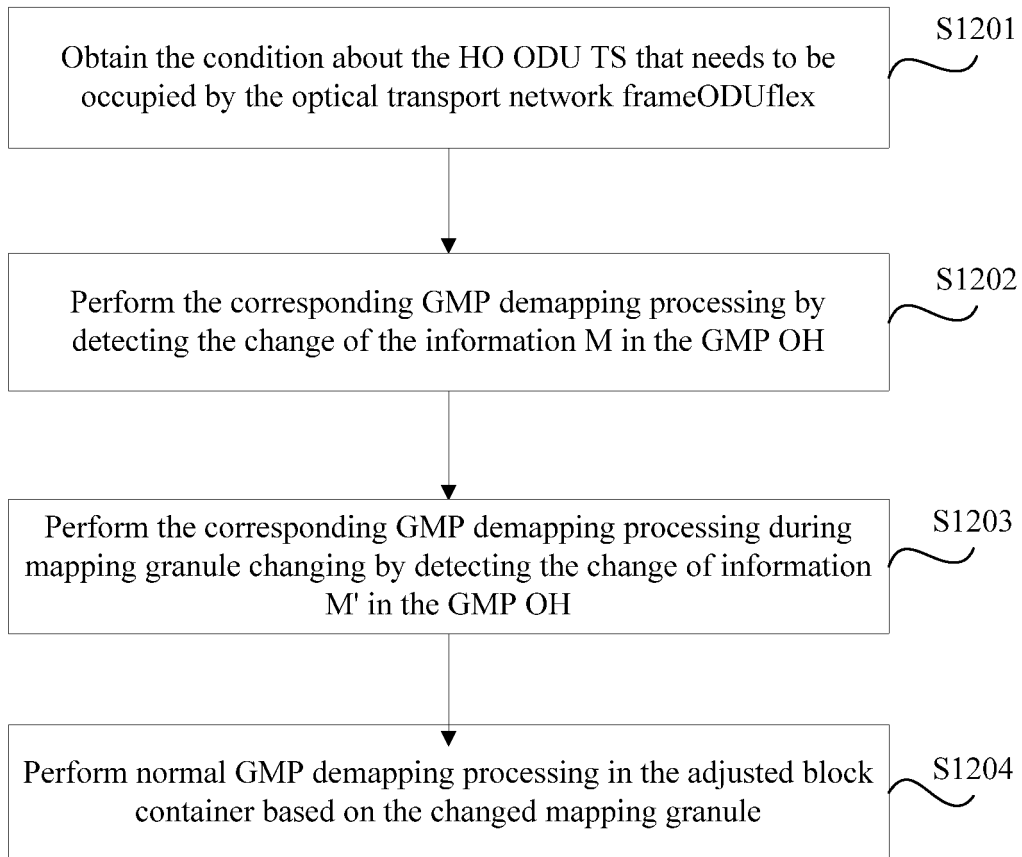 S1201
Obtain the condition about the HO ODU TS that needs to be
occupied by the optical transport network frameODUflex
S1202
Perform the corresponding GMP demapping processing by
detecting the change of the information M in the GMP OH
S1203
Perform the corresponding GMP demapping processing during
mapping granule changing by detecting the change of information
M' in the GMP OH
S1204
Perform normal GMP demapping processing in the adjusted block
container based on the changed mapping granule